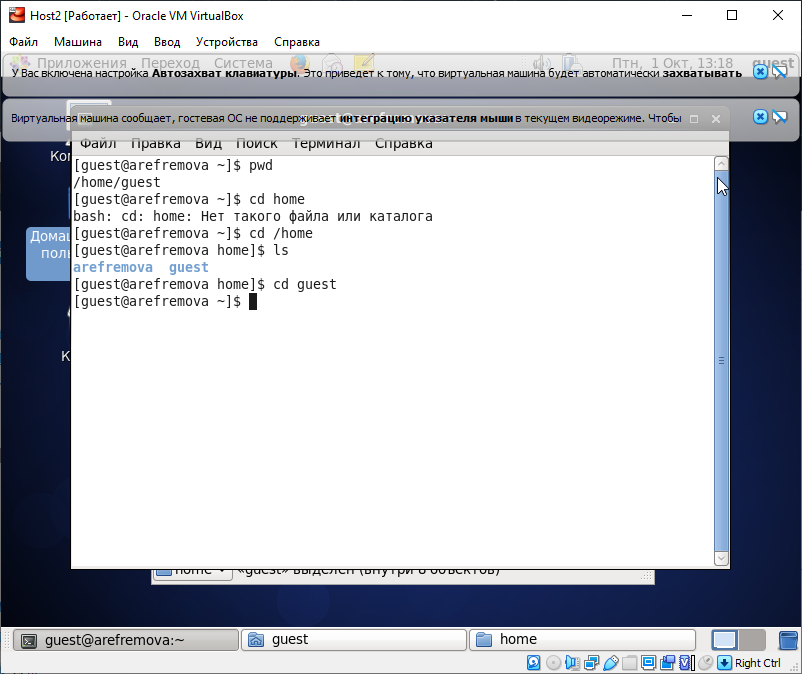 Host2 [Работает] - Oracle VM VirtualBox
Файл Машина Вид Ввод Устройства Справка
Приложения Переход Система Птн, 1 Окт, 13:18 guest
У Вас включена настройка Автозахват клавиатуры. Это приведет к тому, что виртуальная машина будет автоматически захватывать
Виртуальная машина сообщает, гостевая ОС не поддерживает интеграцию указателя мыши в текущем видеорежиме. Чтобы
Файл Правка Вид Поиск Терминал Справка
Ко
Домаш
поль
К
[guest@arefremova ~]$ pwd
/home/guest
[guest@arefremova ~]$ cd home
bash: cd: home: Нет такого файла или каталога
[guest@arefremova ~]$ cd /home
[guest@arefremova home]$ ls
arefremova guest
[guest@arefremova home]$ cd guest
[guest@arefremova ~]$
home «guest» выделен (внутри 8 объектов)
guest@arefremova:~ guest home
Right Ctrl